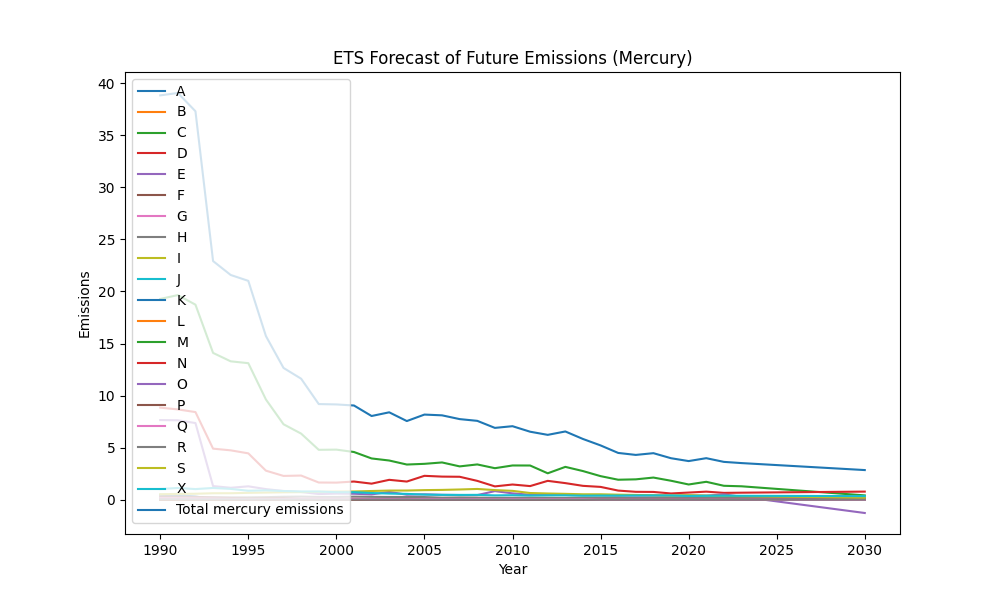 ETS Forecast of Future Emissions (Mercury)
40
35
30
25
20
15
10
5
0
Emissions
A
B
C
D
E
F
G
H
I
J
K
L
M
N
O
P
Q
R
S
X
Total mercury emissions
1990 1995 2000 2005 2010 2015 2020 2025 2030
Year